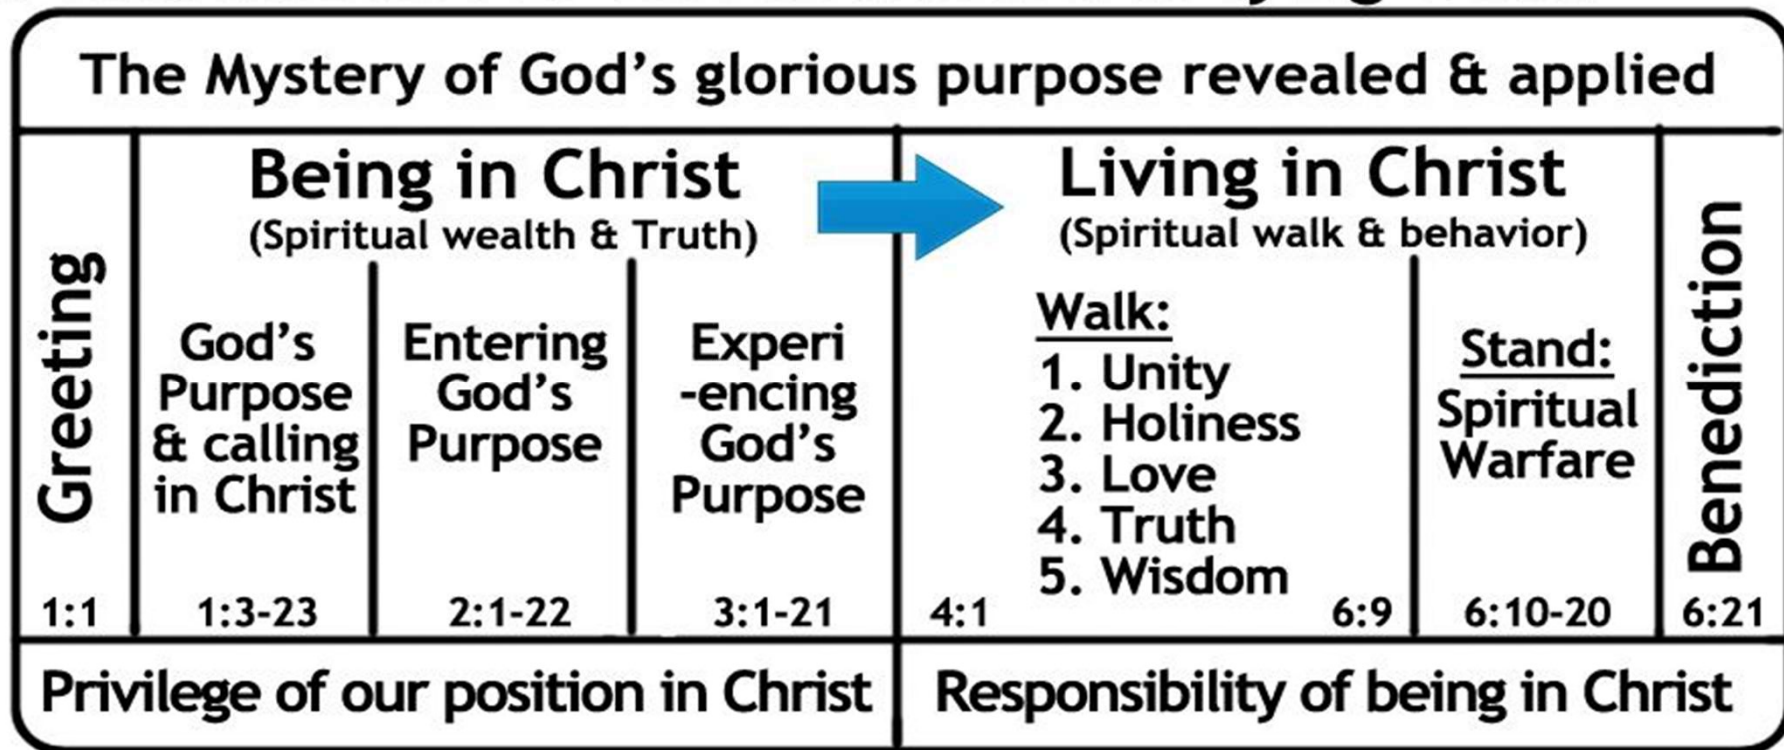 The Mystery of God's glorious purpose revealed & applied
Greeting
1:1
Being in Christ
(Spiritual wealth & Truth)
God's
Purpose
& calling
in Christ
1:3-23
Entering
God's
Purpose
2:1-22
Experi
-encing
God's
Purpose
3:1-21
Living in Christ
(Spiritual walk & behavior)
Walk:
1. Unity
2. Holiness
3. Love
4. Truth
5. Wisdom
4:1
6:9
Stand:
Spiritual
Warfare
6:10-20
Benediction
6:21
Privilege of our position in Christ
Responsibility of being in Christ